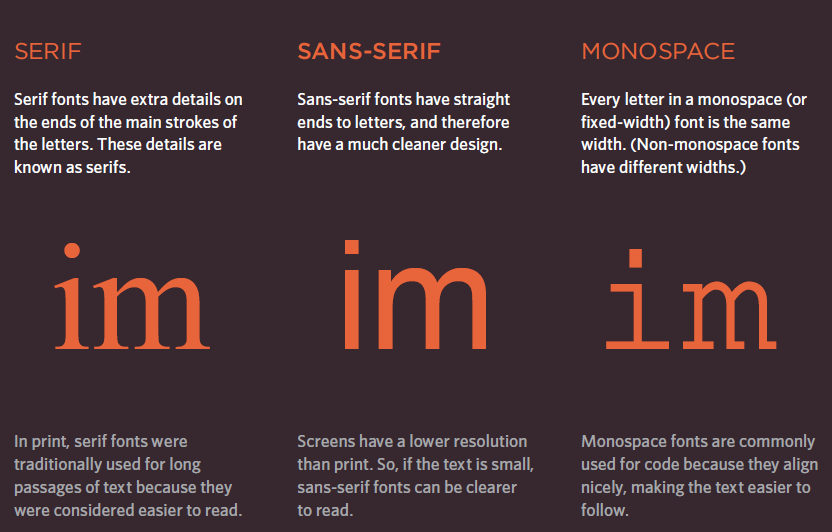 SERIF
Serif fonts have extra details on
the ends of the main strokes of
the letters. These details are
known as serifs.
im
In print, serif fonts were
traditionally used for long
passages of text because they
were considered easier to read.
SANS-SERIF
Sans-serif fonts have straight
ends to letters, and therefore
have a much cleaner design.
im
Screens have a lower resolution
than print. So, if the text is small,
sans-serif fonts can be clearer
to read.
MONOSPACE
Every letter in a monospace (or
fixed-width) font is the same
width. (Non-monospace fonts
have different widths.)
im
Monospace fonts are commonly
used for code because they align
nicely, making the text easier to
follow.